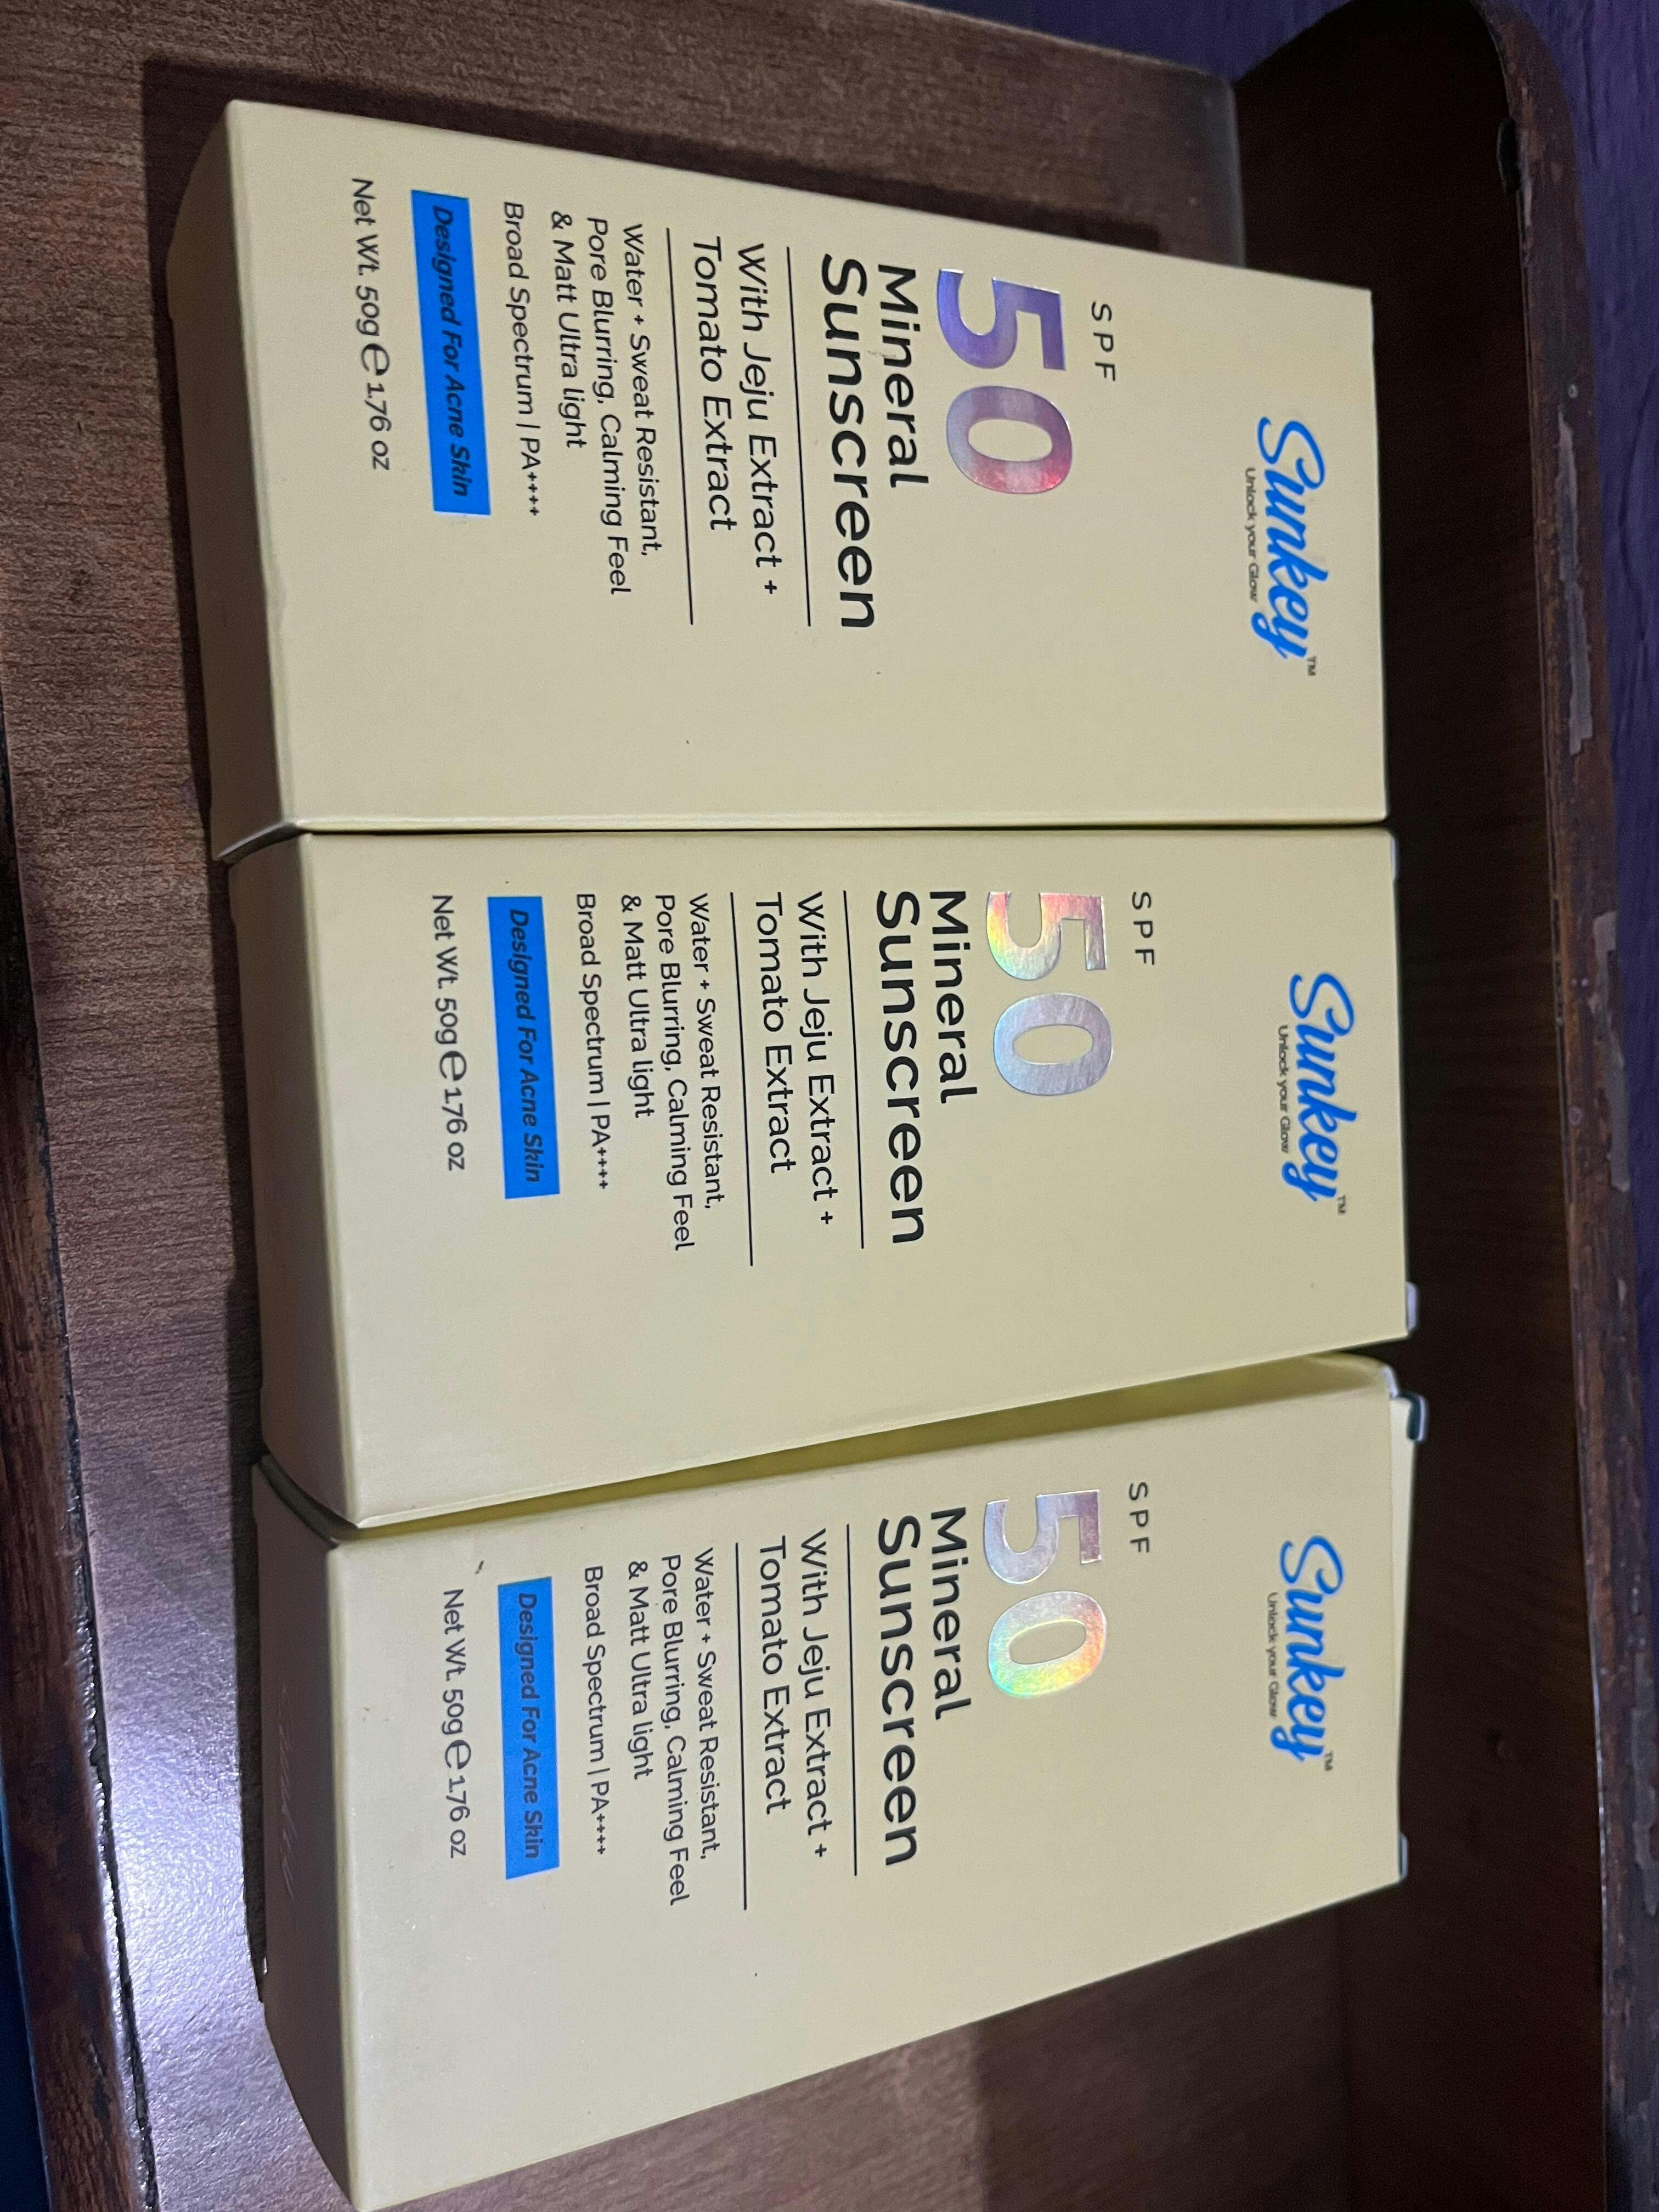 Sunkey™
Unlock your Glow
SPF
50
Mineral
Sunscreen
With Jeju Extract +
Tomato Extract
Water + Sweat Resistant,
Pore Blurring, Calming Feel
& Matt Ultra light
Broad Spectrum | PA++++
Designed For Acne Skin
Net Wt. 50g ℮ 1.76 oz
Sunkey™
Unlock your Glow
SPF
50
Mineral
Sunscreen
With Jeju Extract +
Tomato Extract
Water + Sweat Resistant,
Pore Blurring, Calming Feel
& Matt Ultra light
Broad Spectrum | PA++++
Designed For Acne Skin
Net Wt. 50g ℮ 1.76 oz
Sunkey™
Unlock your Glow
SPF
50
Mineral
Sunscreen
With Jeju Extract +
Tomato Extract
Water + Sweat Resistant,
Pore Blurring, Calming Feel
& Matt Ultra light
Broad Spectrum | PA++++
Designed For Acne Skin
Net Wt. 50g ℮ 1.76 oz